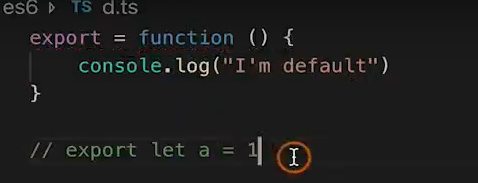 es6 TS d.ts
export = function () {
console.log("I'm default")
}
// export let a = 1